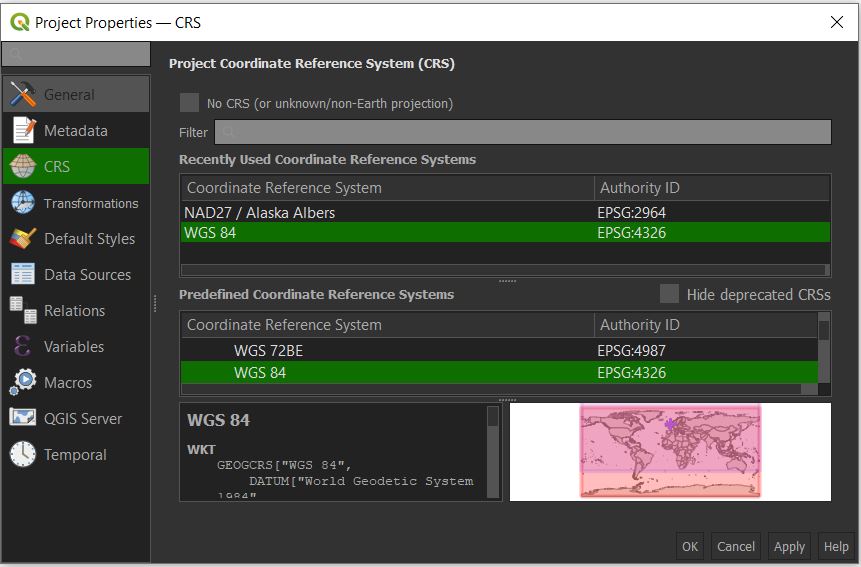 Project Properties — CRS
General
Metadata
CRS
Transformations
Default Styles
Data Sources
Relations
Variables
Macros
QGIS Server
Temporal
Project Coordinate Reference System (CRS)
No CRS (or unknown/non-Earth projection)
Filter
Recently Used Coordinate Reference Systems
Coordinate Reference System Authority ID
NAD27 / Alaska Albers EPSG:2964
WGS 84 EPSG:4326
Predefined Coordinate Reference Systems Hide deprecated CRSs
Coordinate Reference System Authority ID
WGS 72BE EPSG:4987
WGS 84 EPSG:4326
WGS 84
WKT
GEOGCRS["WGS 84",
DATUM["World Geodetic System
1984"
OK Cancel Apply Help